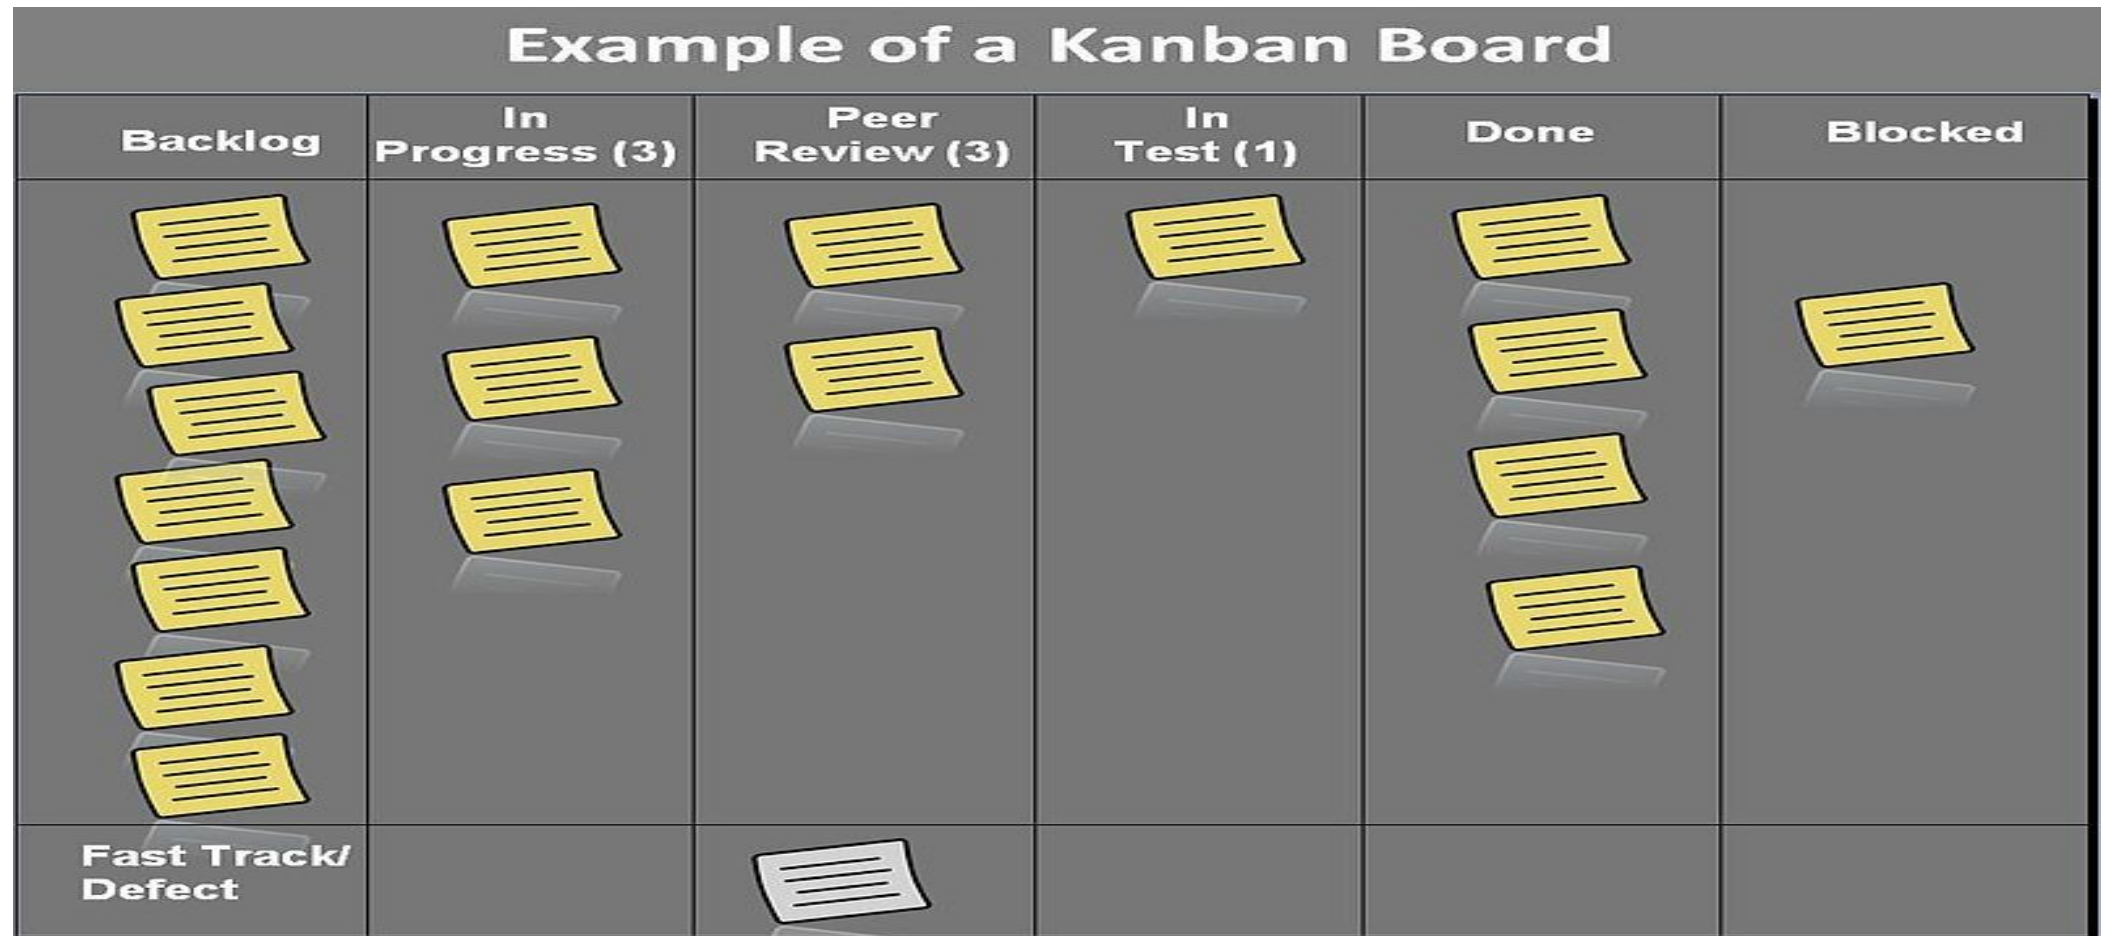 Example of a Kanban Board
Backlog
In
Progress (3)
Peer
Review (3)
In
Test (1)
Done
Blocked
Fast Track/
Defect